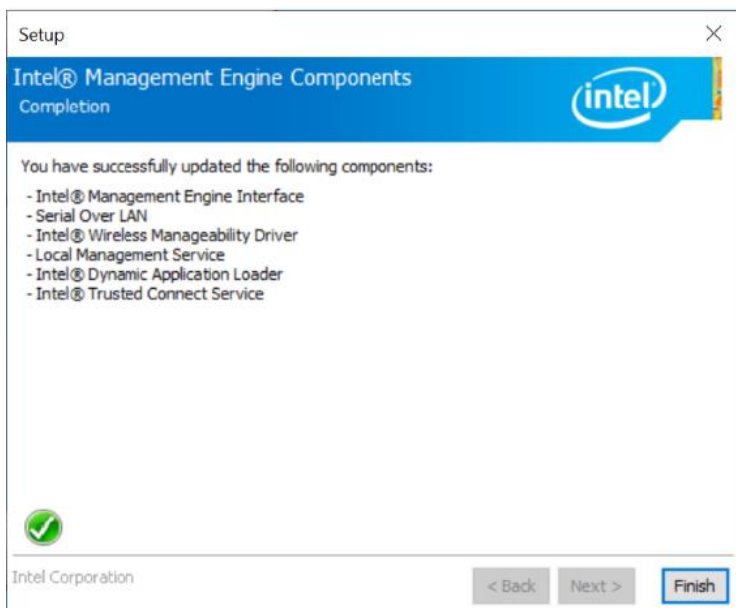 Setup
Intel® Management Engine Components
Completion
intel
You have successfully updated the following components:
- Intel® Management Engine Interface
- Serial Over LAN
- Intel® Wireless Manageability Driver
- Local Management Service
- Intel® Dynamic Application Loader
- Intel® Trusted Connect Service
Intel Corporation
< Back Next > Finish